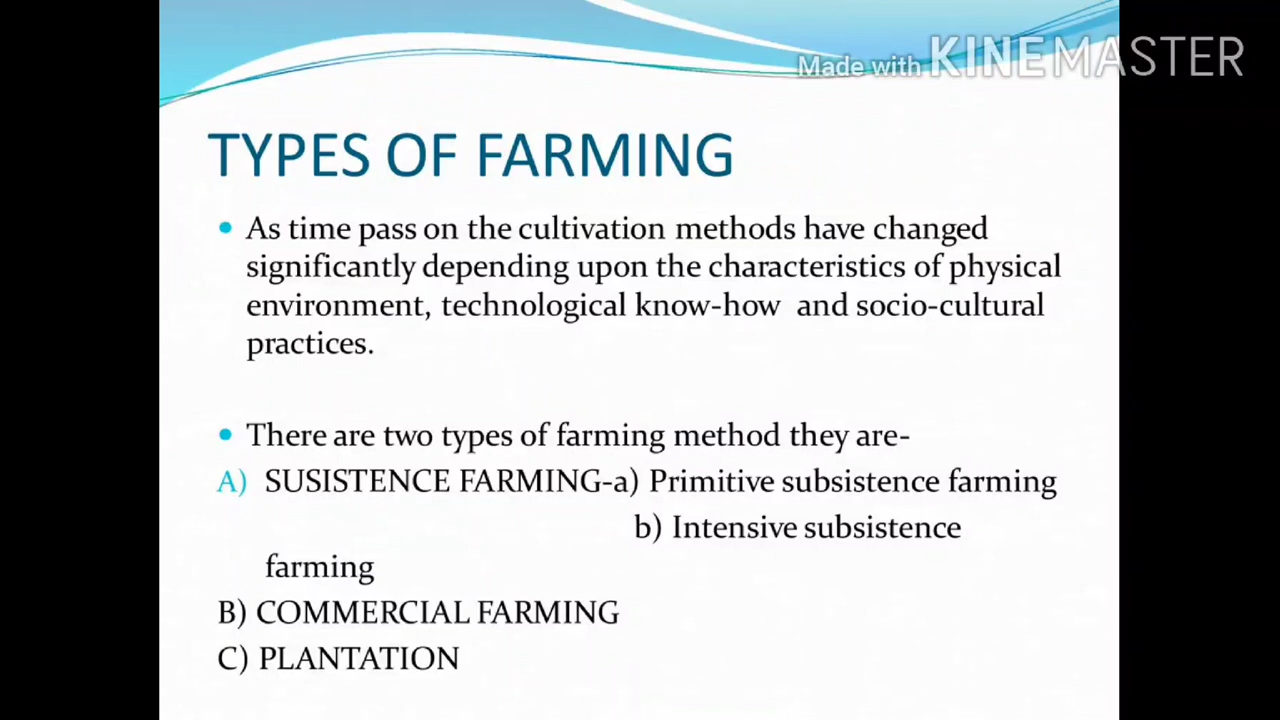 Made with KINEMASTER
TYPES OF FARMING
• As time pass on the cultivation methods have changed
significantly depending upon the characteristics of physical
environment, technological know-how and socio-cultural
practices.
• There are two types of farming method they are-
A) SUSISTENCE FARMING-a) Primitive subsistence farming
b) Intensive subsistence
farming
B) COMMERCIAL FARMING
C) PLANTATION